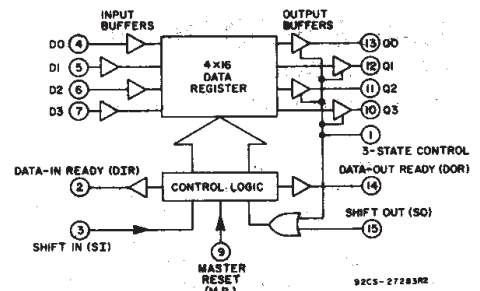 INPUT
BUFFERS
OUTPUT
BUFFERS
D0 4
13 Q0
D1 5
4×16
DATA
REGISTER
12 Q1
D2 6
11 Q2
D3 7
10 Q3
1
3-STATE CONTROL
DATA-IN READY (DIR)
DATA-OUT READY (DOR)
2
CONTROL LOGIC
14
SHIFT OUT (SO)
3
15
SHIFT IN (SI)
9
MASTER
RESET
(M.R.)
92CS-27283R2